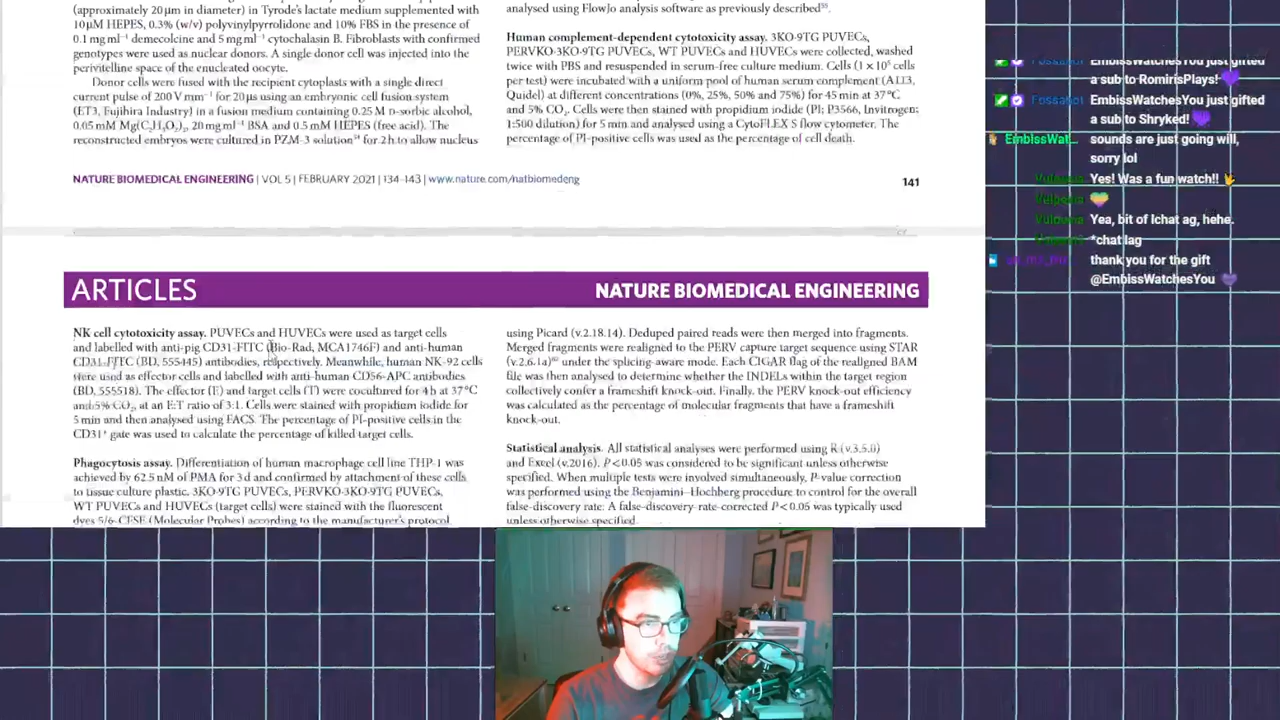 (approximately 20 μm in diameter) in Tyrode's lactate medium supplemented with
10 μM HEPES, 0.3% (w/v) polyvinylpyrrolidone and 10% FBS in the presence of
0.1 mg ml⁻¹ demecolcine and 5 mg ml⁻¹ cytochalasin B. Fibroblasts with confirmed
genotypes were used as nuclear donors. A single donor cell was injected into the
perivitelline space of the enucleated oocyte.
Donor cells were fused with the recipient cytoplasts with a single direct
current pulse of 200 V mm⁻¹ for 20 μs using an embryonic cell fusion system
(ET3, Fujihira Industry) in a fusion medium containing 0.25 M D-sorbic alcohol,
0.05 mM Mg(C₂H₃O₂)₂, 20 mg ml⁻¹ BSA and 0.5 mM HEPES (free acid). The
reconstructed embryos were cultured in PZM-3 solution for 2 h to allow nucleus
analysed using FlowJo analysis software as previously described
Human complement-dependent cytotoxicity assay. 3KO-9TG PUVECs,
PERVKO·3KO-9TG PUVECs, WT PUVECs and HUVECs were collected, washed
twice with PBS and resuspended in serum-free culture medium. Cells (1 × 10⁵ cells
per test) were incubated with a uniform pool of human serum complement (A113,
Quidel) at different concentrations (0%, 25%, 50% and 75%) for 45 min at 37 °C
and 5% CO₂. Cells were then stained with propidium iodide (PI; P3566, Invitrogen;
1:500 dilution) for 5 min and analysed using a CytoFLEX S flow cytometer. The
percentage of PI-positive cells was used as the percentage of cell death.
NATURE BIOMEDICAL ENGINEERING | VOL 5 | FEBRUARY 2021 | 134–143 | www.nature.com/natbiomedeng
141
ARTICLES
NATURE BIOMEDICAL ENGINEERING
NK cell cytotoxicity assay. PUVECs and HUVECs were used as target cells
and labelled with anti-pig CD31-FITC (Bio-Rad, MCA1746F) and anti-human
CD31-FITC (BD, 555445) antibodies, respectively. Meanwhile, human NK-92 cells
were used as effector cells and labelled with anti-human CD56-APC antibodies
(BD, 555518). The effector (E) and target cells (T) were cocultured for 4 h at 37 °C
and 5% CO₂, at an E:T ratio of 3:1. Cells were stained with propidium iodide for
5 min and then analysed using FACS. The percentage of PI-positive cells in the
CD31⁺ gate was used to calculate the percentage of killed target cells.
Phagocytosis assay. Differentiation of human macrophage cell line THP-1 was
achieved by 62.5 nM of PMA for 3 d and confirmed by attachment of these cells
to tissue culture plastic. 3KO-9TG PUVECs, PERVKO·3KO-9TG PUVECs,
WT PUVECs and HUVECs (target cells) were stained with the fluorescent
dyes 5/6-CFSE (Molecular Probes) according to the manufacturer's protocol.
using Picard (v.2.18.14). Deduped paired reads were then merged into fragments.
Merged fragments were realigned to the PERV capture target sequence using STAR
(v.2.6.1a) under the splicing-aware mode. Each CIGAR flag of the realigned BAM
file was then analysed to determine whether the INDELs within the target region
collectively confer a frameshift knock-out. Finally, the PERV knock-out efficiency
was calculated as the percentage of molecular fragments that have a frameshift
knock-out.
Statistical analysis. All statistical analyses were performed using R (v.3.5.0)
and Excel (v.2016). P < 0.05 was considered to be significant unless otherwise
specified. When multiple tests were involved simultaneously, P-value correction
was performed using the Benjamini–Hochberg procedure to control for the overall
false-discovery rate. A false-discovery-rate-corrected P < 0.05 was typically used
unless otherwise specified.
Fossabot EmbissWatchesYou just gifted
a sub to RomirisPlays!
Fossabot EmbissWatchesYou just gifted
a sub to Shryked!
EmbissWat... sounds are just going will,
sorry lol
Yes! Was a fun watch!!
Yea, bit of lchat ag, hehe.
*chat lag
thank you for the gift
@EmbissWatchesYou